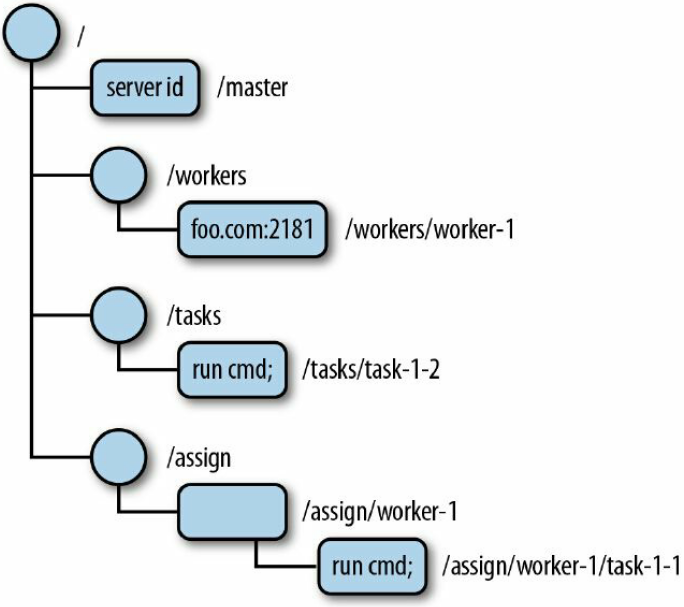 /
server id /master
/workers
foo.com:2181 /workers/worker-1
/tasks
run cmd; /tasks/task-1-2
/assign
/assign/worker-1
run cmd; /assign/worker-1/task-1-1